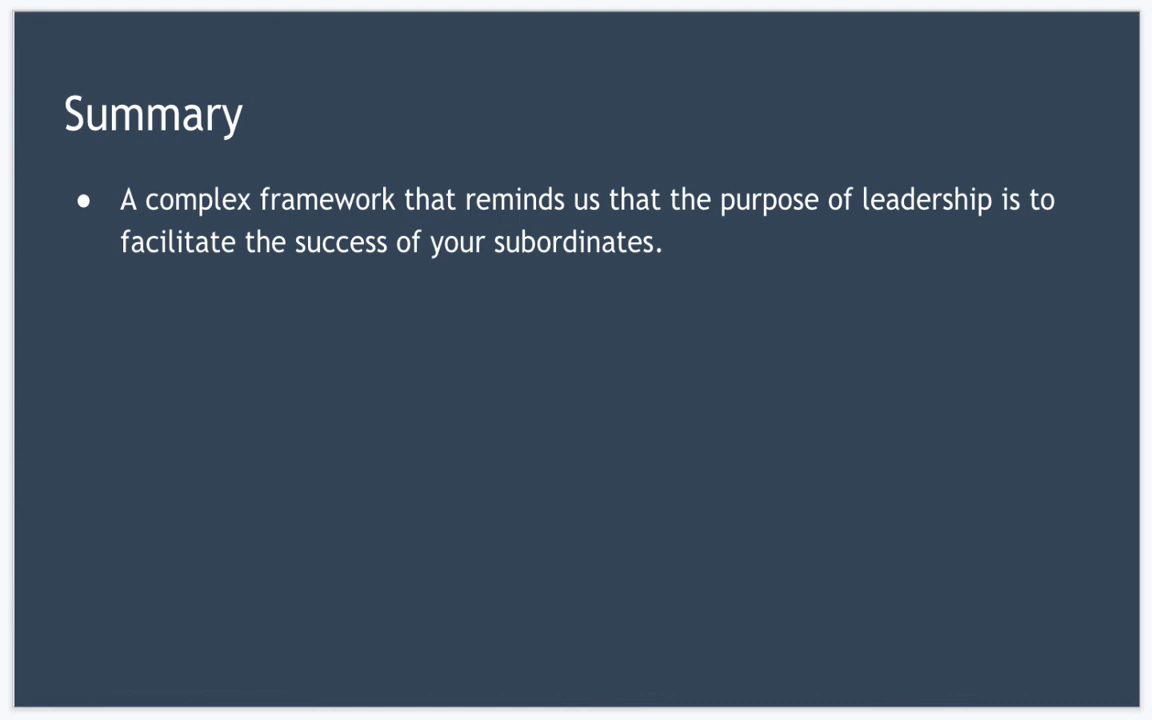 Summary
● A complex framework that reminds us that the purpose of leadership is to
facilitate the success of your subordinates.